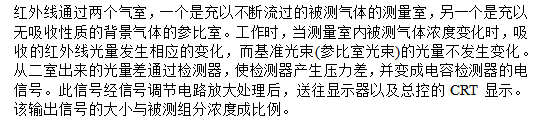 红外线通过两个气室，一个是充以不断流过的被测气体的测量室，另一个是充以
无吸收性质的背景气体的参比室。工作时，当测量室内被测气体浓度变化时，吸
收的红外线光量发生相应的变化，而基准光束(参比室光束)的光量不发生变化。
从二室出来的光量差通过检测器，使检测器产生压力差，并变成电容检测器的电
信号。此信号经信号调节电路放大处理后，送往显示器以及总控的 CRT 显示。
该输出信号的大小与被测组分浓度成比例。